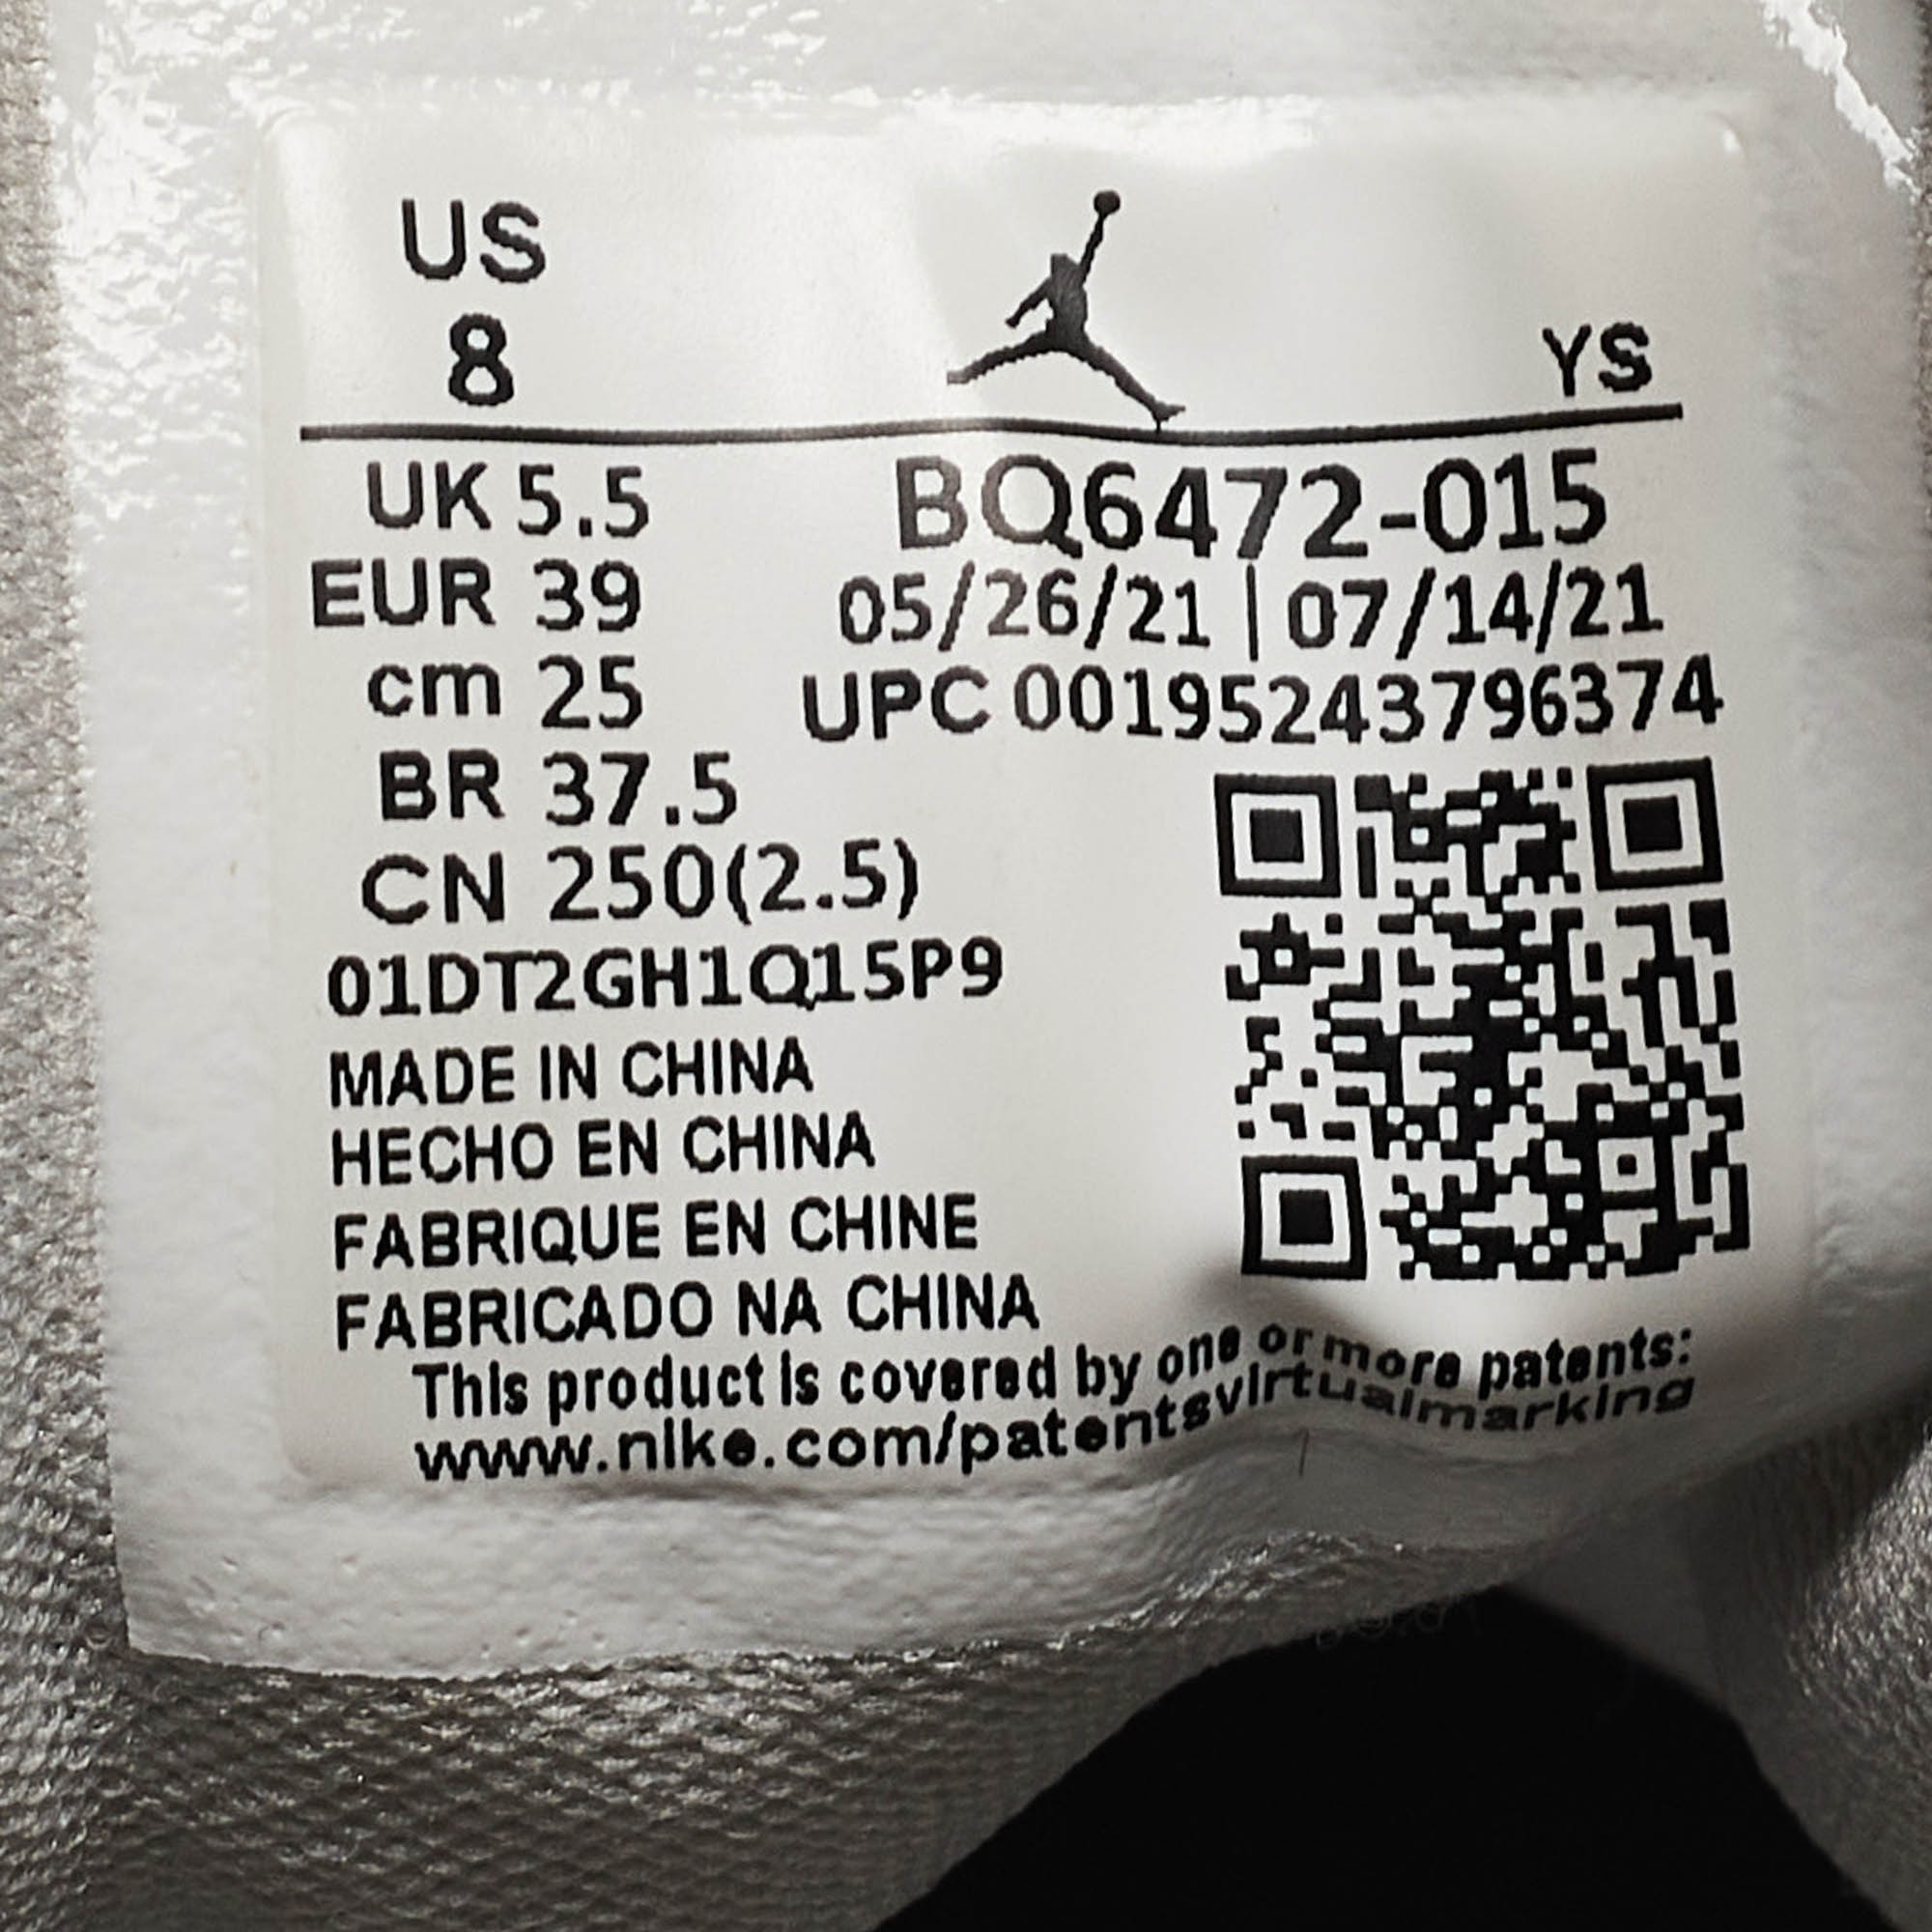 US
8
YS
UK 5.5
BQ6472-015
EUR 39
05/26/21 | 07/14/21
cm 25
UPC 00195243796374
BR 37.5
CN 250(2.5)
01DT2GH1Q15P9
MADE IN CHINA
HECHO EN CHINA
FABRIQUE EN CHINE
FABRICADO NA CHINA
This product is covered by one or more patents:
www.nike.com/patentsvirtualmarking